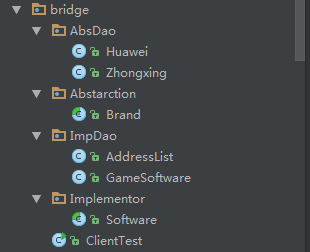 bridge
AbsDao
Huawei
Zhongxing
Abstarction
Brand
ImpDao
AddressList
GameSoftware
Implementor
Software
ClientTest